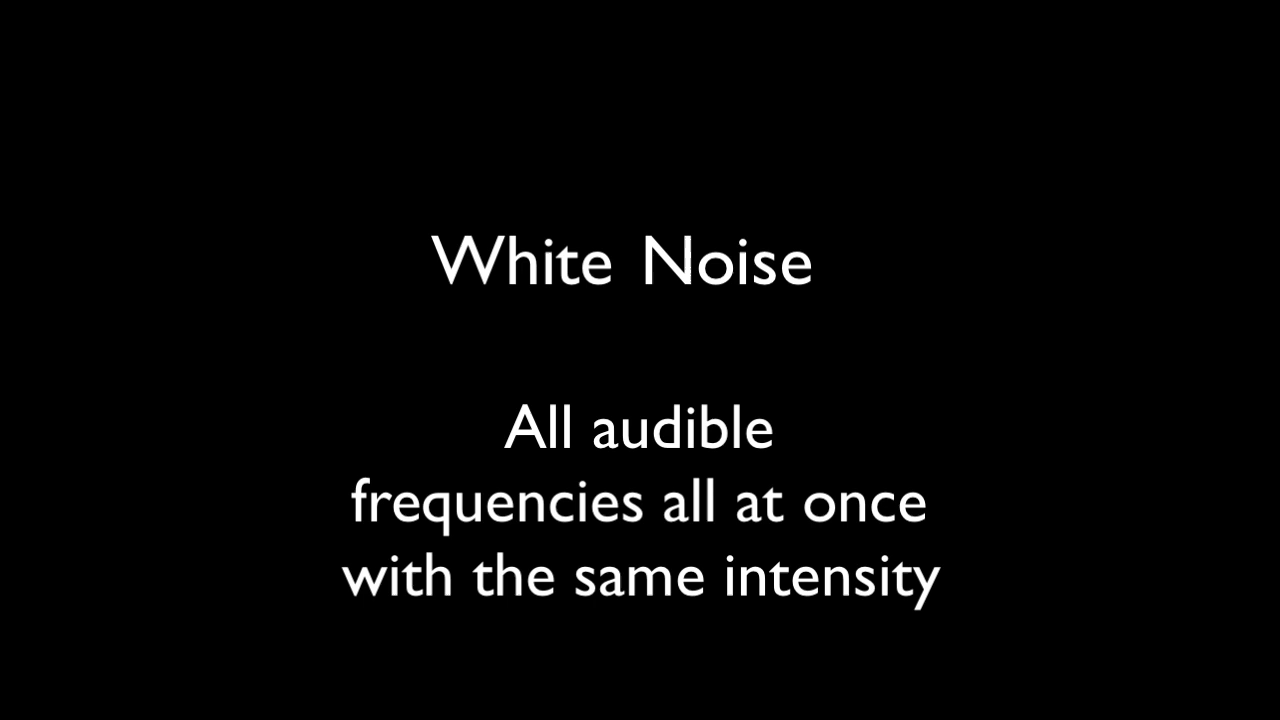 White Noise
All audible
frequencies all at once
with the same intensity